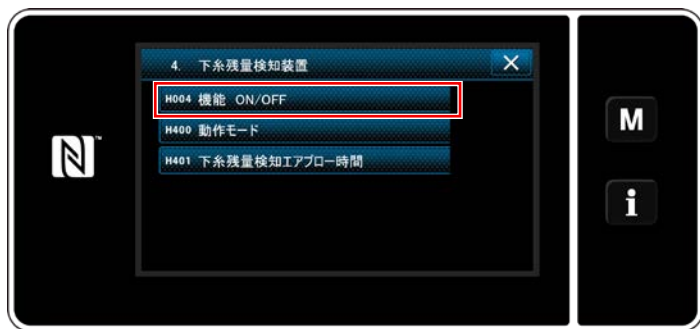 4. 下糸残量検知装置
H004 機能 ON/OFF
H400 動作モード
H401 下糸残量検知エアブロー時間
M
i